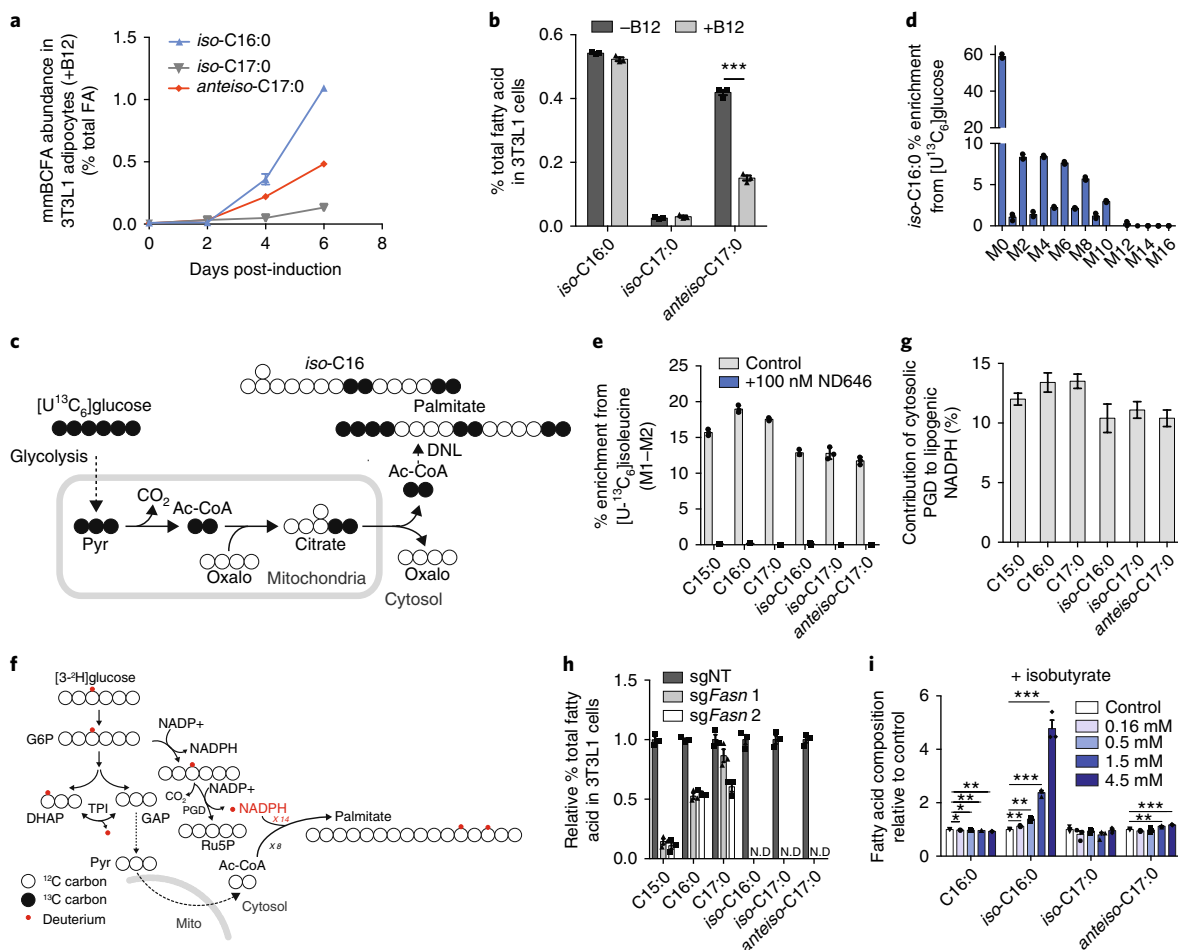 a
mmBCFA abundance in
3T3L1 adipocytes (+B12)
(% total FA)
1.5
1.0
0.5
0.0
iso-C16:0
iso-C17:0
anteiso-C17:0
0 2 4 6 8
Days post-induction
b
% total fatty acid
in 3T3L1 cells
–B12 +B12
0.6
0.4
0.2
0.0
***
iso-C16:0
iso-C17:0
anteiso-C17:0
d
iso-C16:0 % enrichment
from [U¹³C₆]glucose
60
40
20
10
5
0
M0
M2
M4
M6
M8
M10
M12
M14
M16
c
iso-C16
[U¹³C₆]glucose
Palmitate
Glycolysis
DNL
CO₂
Ac-CoA
Ac-CoA
Pyr
Citrate
Oxalo
Oxalo
Mitochondria
Cytosol
e
% enrichment from
[U-¹³C₆]isoleucine
(M1–M2)
Control
+100 nM ND646
25
20
15
10
5
0
C15:0
C16:0
C17:0
iso-C16:0
iso-C17:0
anteiso-C17:0
g
Contribution of cytosolic
PGD to lipogenic
NADPH (%)
15
10
5
0
C15:0
C16:0
C17:0
iso-C16:0
iso-C17:0
anteiso-C17:0
f
[3-²H]glucose
G6P
NADP+
NADPH
NADP+
CO₂
PGD
NADPH
X 14
DHAP
TPI
GAP
Ru5P
Palmitate
X 8
Pyr
Ac-CoA
Cytosol
Mito
¹²C carbon
¹³C carbon
Deuterium
h
Relative % total fatty
acid in 3T3L1 cells
sgNT
sgFasn 1
sgFasn 2
1.5
1.0
0.5
0.0
N.D N.D N.D
C15:0
C16:0
C17:0
iso-C16:0
iso-C17:0
anteiso-C17:0
i
+ isobutyrate
Fatty acid composition
relative to control
Control
0.16 mM
0.5 mM
1.5 mM
4.5 mM
6
4
2
0
**
**
*
*
***
***
**
**
***
**
C16:0
iso-C16:0
iso-C17:0
anteiso-C17:0